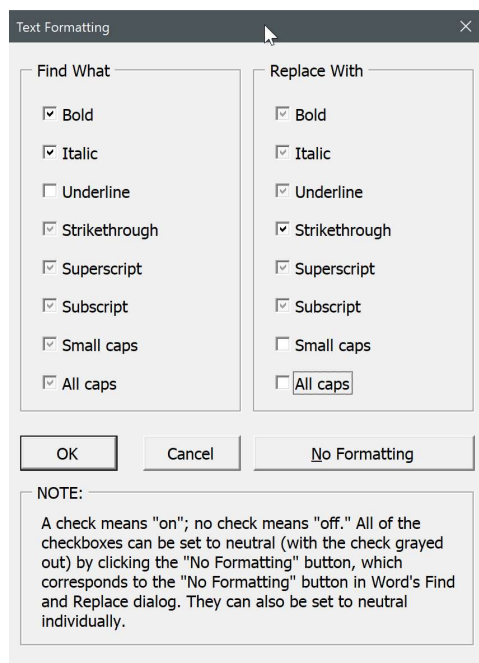 Text Formatting
Find What
Bold
Italic
Underline
Strikethrough
Superscript
Subscript
Small caps
All caps
Replace With
Bold
Italic
Underline
Strikethrough
Superscript
Subscript
Small caps
All caps
OK
Cancel
No Formatting
NOTE:
A check means "on"; no check means "off." All of the
checkboxes can be set to neutral (with the check grayed
out) by clicking the "No Formatting" button, which
corresponds to the "No Formatting" button in Word's Find
and Replace dialog. They can also be set to neutral
individually.